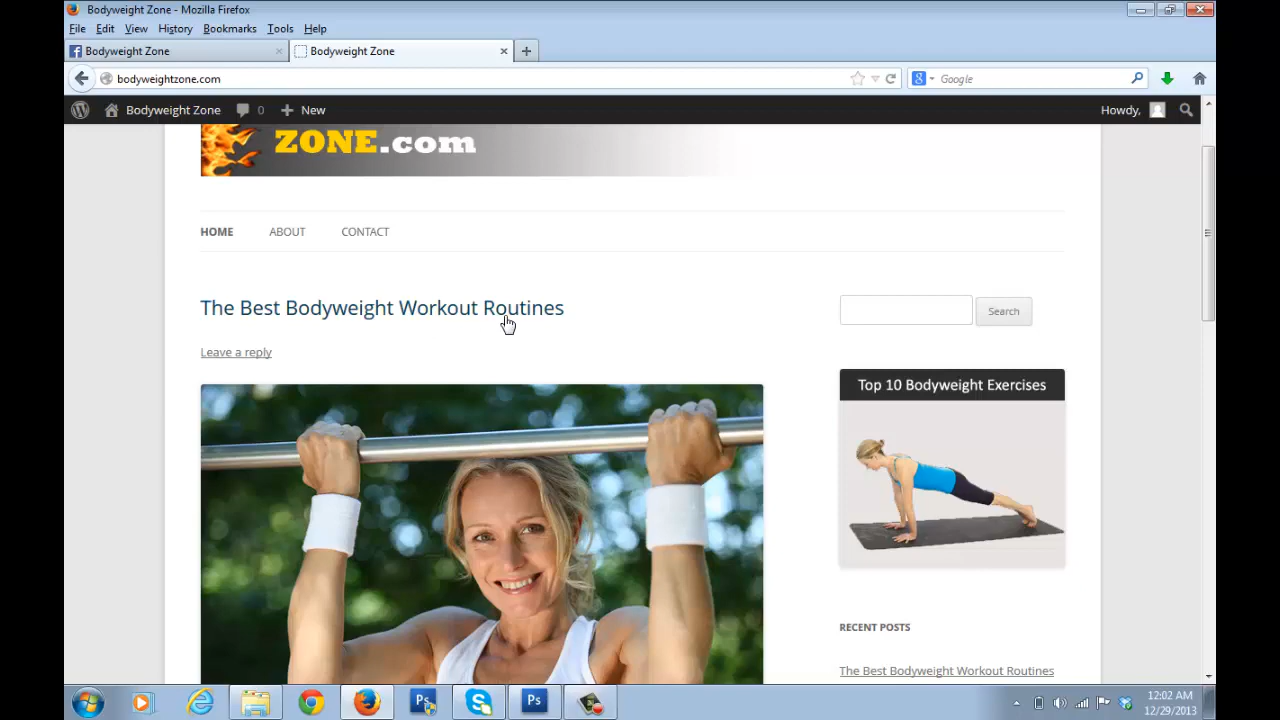 Bodyweight Zone - Mozilla Firefox
File Edit View History Bookmarks Tools Help
Bodyweight Zone
Bodyweight Zone
bodyweightzone.com
Google
Bodyweight Zone 0 New Howdy,
ZONE.com
HOME ABOUT CONTACT
The Best Bodyweight Workout Routines
Search
Leave a reply
Top 10 Bodyweight Exercises
RECENT POSTS
The Best Bodyweight Workout Routines
Ps
Ps
12:02 AM
12/29/2013